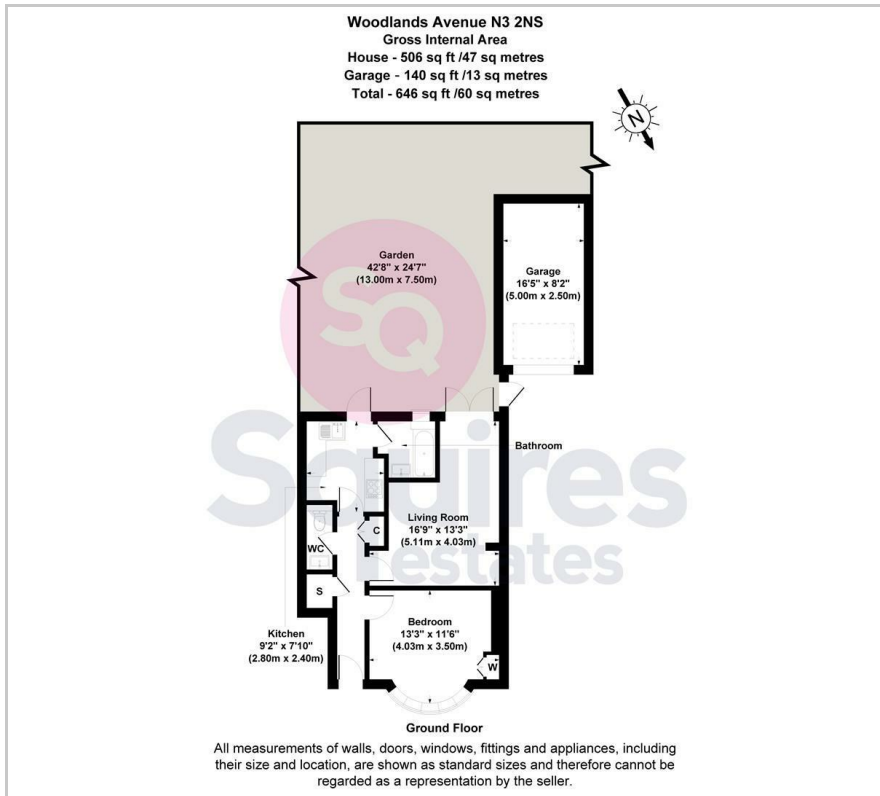 Woodlands Avenue N3 2NS
Gross Internal Area
House - 506 sq ft /47 sq metres
Garage - 140 sq ft /13 sq metres
Total - 646 sq ft /60 sq metres
N
Garden
42'8" x 24'7"
(13.00m x 7.50m)
Garage
16'5" x 8'2"
(5.00m x 2.50m)
SQ
Squires
estates
Bathroom
Living Room
16'9" x 13'3"
(5.11m x 4.03m)
C
WC
S
Kitchen
9'2" x 7'10"
(2.80m x 2.40m)
Bedroom
13'3" x 11'6"
(4.03m x 3.50m)
W
Ground Floor
All measurements of walls, doors, windows, fittings and appliances, including
their size and location, are shown as standard sizes and therefore cannot be
regarded as a representation by the seller.